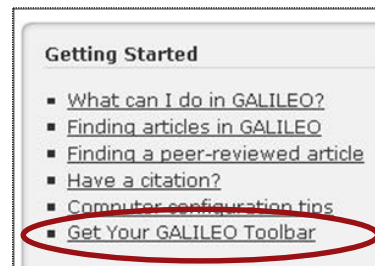 Getting Started
What can I do in GALILEO?
Finding articles in GALILEO
Finding a peer-reviewed article
Have a citation?
Computer configuration tips
Get Your GALILEO Toolbar